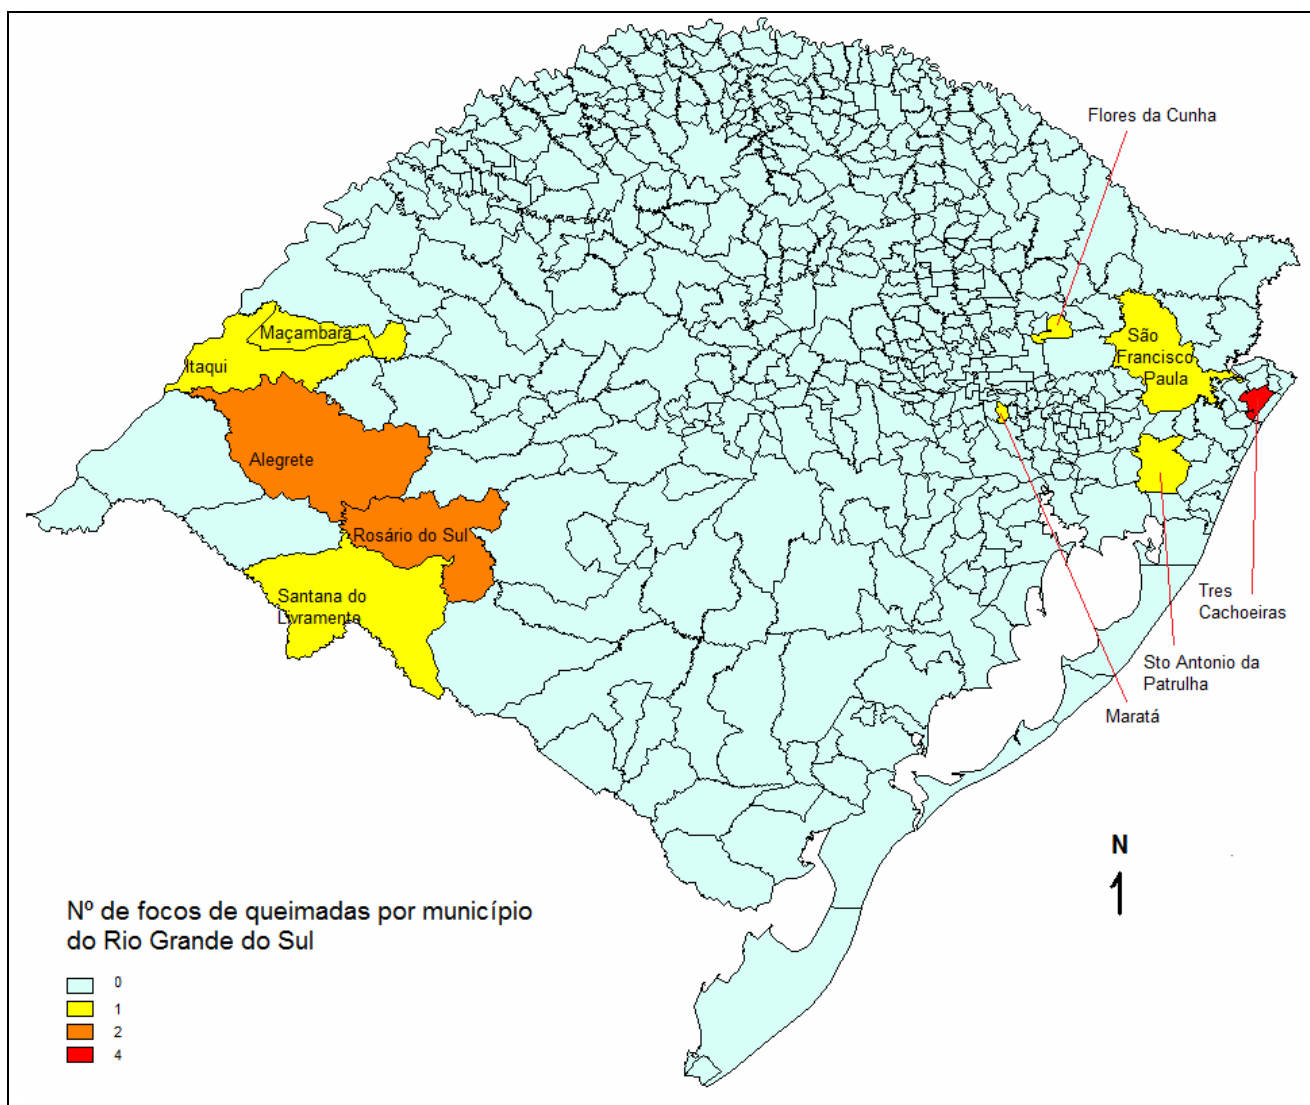 Flores da Cunha
Maçambara
São
Francisco
Paula
Itaqui
Alegrete
Rosário do Sul
Santana do
Livramento
Tres
Cachoeiras
Sto Antonio da
Patrulha
Maratá
N
Nº de focos de queimadas por município
do Rio Grande do Sul
0
1
2
4